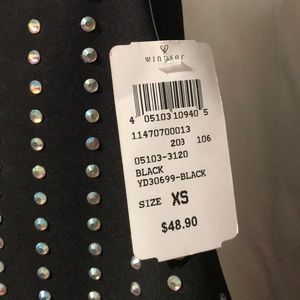 windsor
4 05103 10940 5
11470700013
203 106
05103-3120
BLACK
YD30699-BLACK
SIZE XS
$48.90